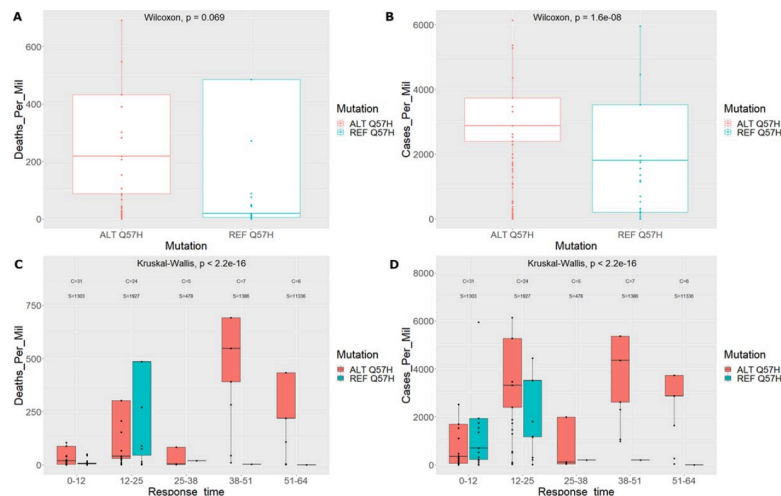 A
Wilcoxon, p = 0.069
Deaths_Per_Mil
600
400
200
0
ALT Q57H
REF Q57H
Mutation
Mutation
ALT Q57H
REF Q57H
B
Wilcoxon, p = 1.6e-08
Cases_Per_Mil
6000
4000
2000
0
ALT Q57H
REF Q57H
Mutation
Mutation
ALT Q57H
REF Q57H
C
Kruskal-Wallis, p < 2.2e-16
C=31 C=24 C=5 C=7 C=6
S=1303 S=1927 S=478 S=1386 S=11336
Deaths_Per_Mil
750
500
250
0
0-12 12-25 25-38 38-51 51-64
Response_time
Mutation
ALT Q57H
REF Q57H
D
Kruskal-Wallis, p < 2.2e-16
C=31 C=24 C=5 C=7 C=6
S=1303 S=1927 S=478 S=1386 S=11336
Cases_Per_Mil
8000
6000
4000
2000
0
0-12 12-25 25-38 38-51 51-64
Response_time
Mutation
ALT Q57H
REF Q57H